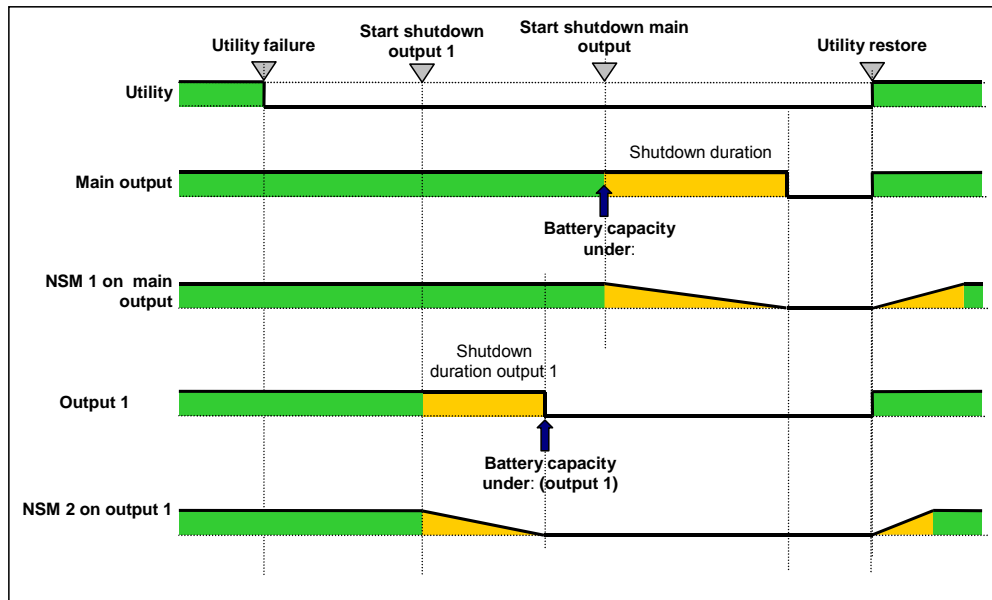 Utility failure
Start shutdown
output 1
Start shutdown main
output
Utility restore
Utility
Shutdown duration
Main output
Battery capacity
under:
NSM 1 on main
output
Shutdown
duration output 1
Output 1
Battery capacity
under: (output 1)
NSM 2 on output 1